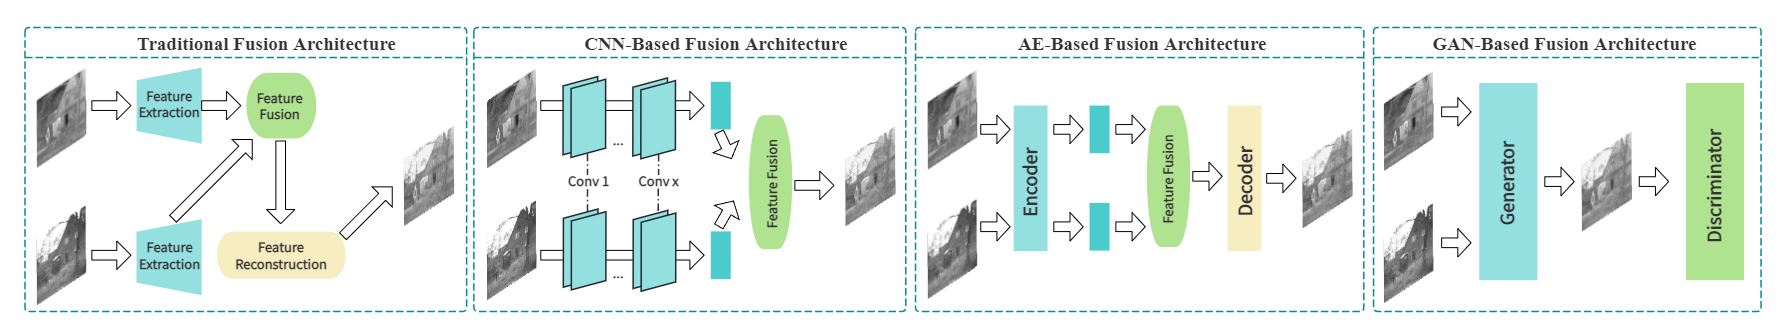 Traditional Fusion Architecture
Feature
Extraction
Feature
Fusion
Feature
Extraction
Feature
Reconstruction
CNN-Based Fusion Architecture
...
Conv 1
Conv x
...
Feature Fusion
AE-Based Fusion Architecture
Encoder
Feature Fusion
Decoder
GAN-Based Fusion Architecture
Generator
Discriminator